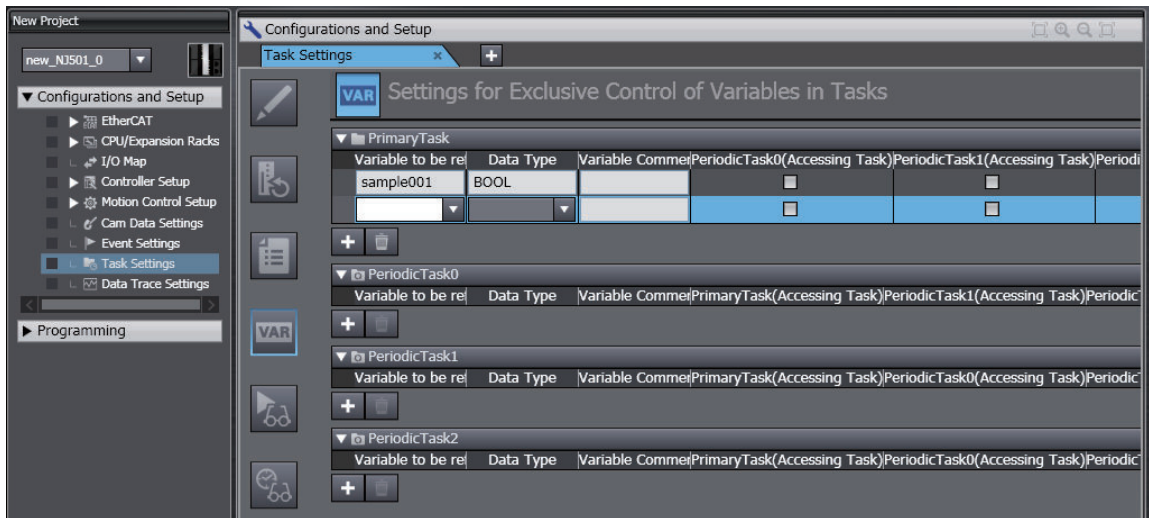 New Project
new_NJ501_0
Configurations and Setup
EtherCAT
CPU/Expansion Racks
I/O Map
Controller Setup
Motion Control Setup
Cam Data Settings
Event Settings
Task Settings
Data Trace Settings
Programming
Configurations and Setup
Task Settings
VAR Settings for Exclusive Control of Variables in Tasks
PrimaryTask
Variable to be re Data Type Variable Comme PeriodicTask0(Accessing Task) PeriodicTask1(Accessing Task) Periodi
sample001 BOOL
PeriodicTask0
Variable to be re Data Type Variable Comme PrimaryTask(Accessing Task) PeriodicTask1(Accessing Task) Periodic
VAR
PeriodicTask1
Variable to be re Data Type Variable Comme PrimaryTask(Accessing Task) PeriodicTask0(Accessing Task) Periodic
PeriodicTask2
Variable to be re Data Type Variable Comme PrimaryTask(Accessing Task) PeriodicTask0(Accessing Task) Periodic